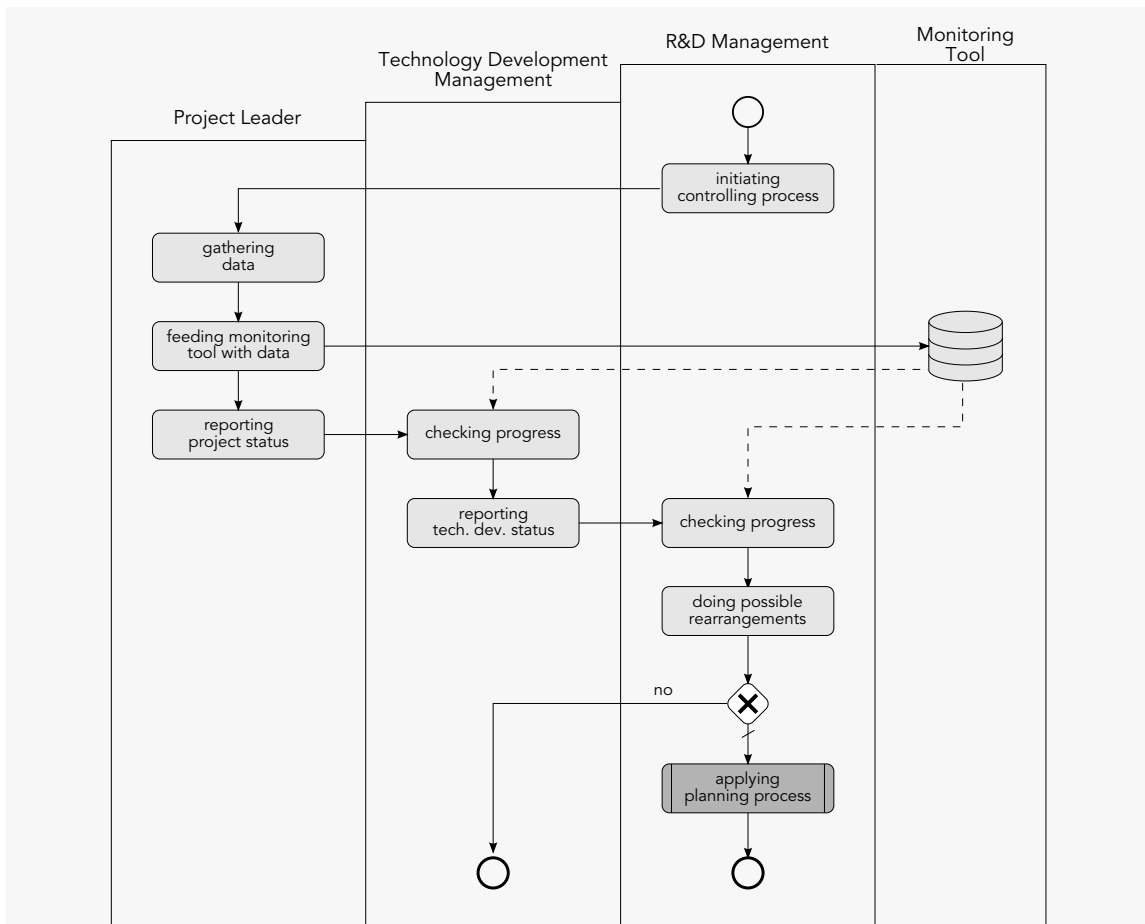 R&D Management
Monitoring
Tool
Technology Development
Management
Project Leader
initiating
controlling process
gathering
data
feeding monitoring
tool with data
reporting
project status
checking progress
reporting
tech. dev. status
checking progress
doing possible
rearrangements
no
applying
planning process